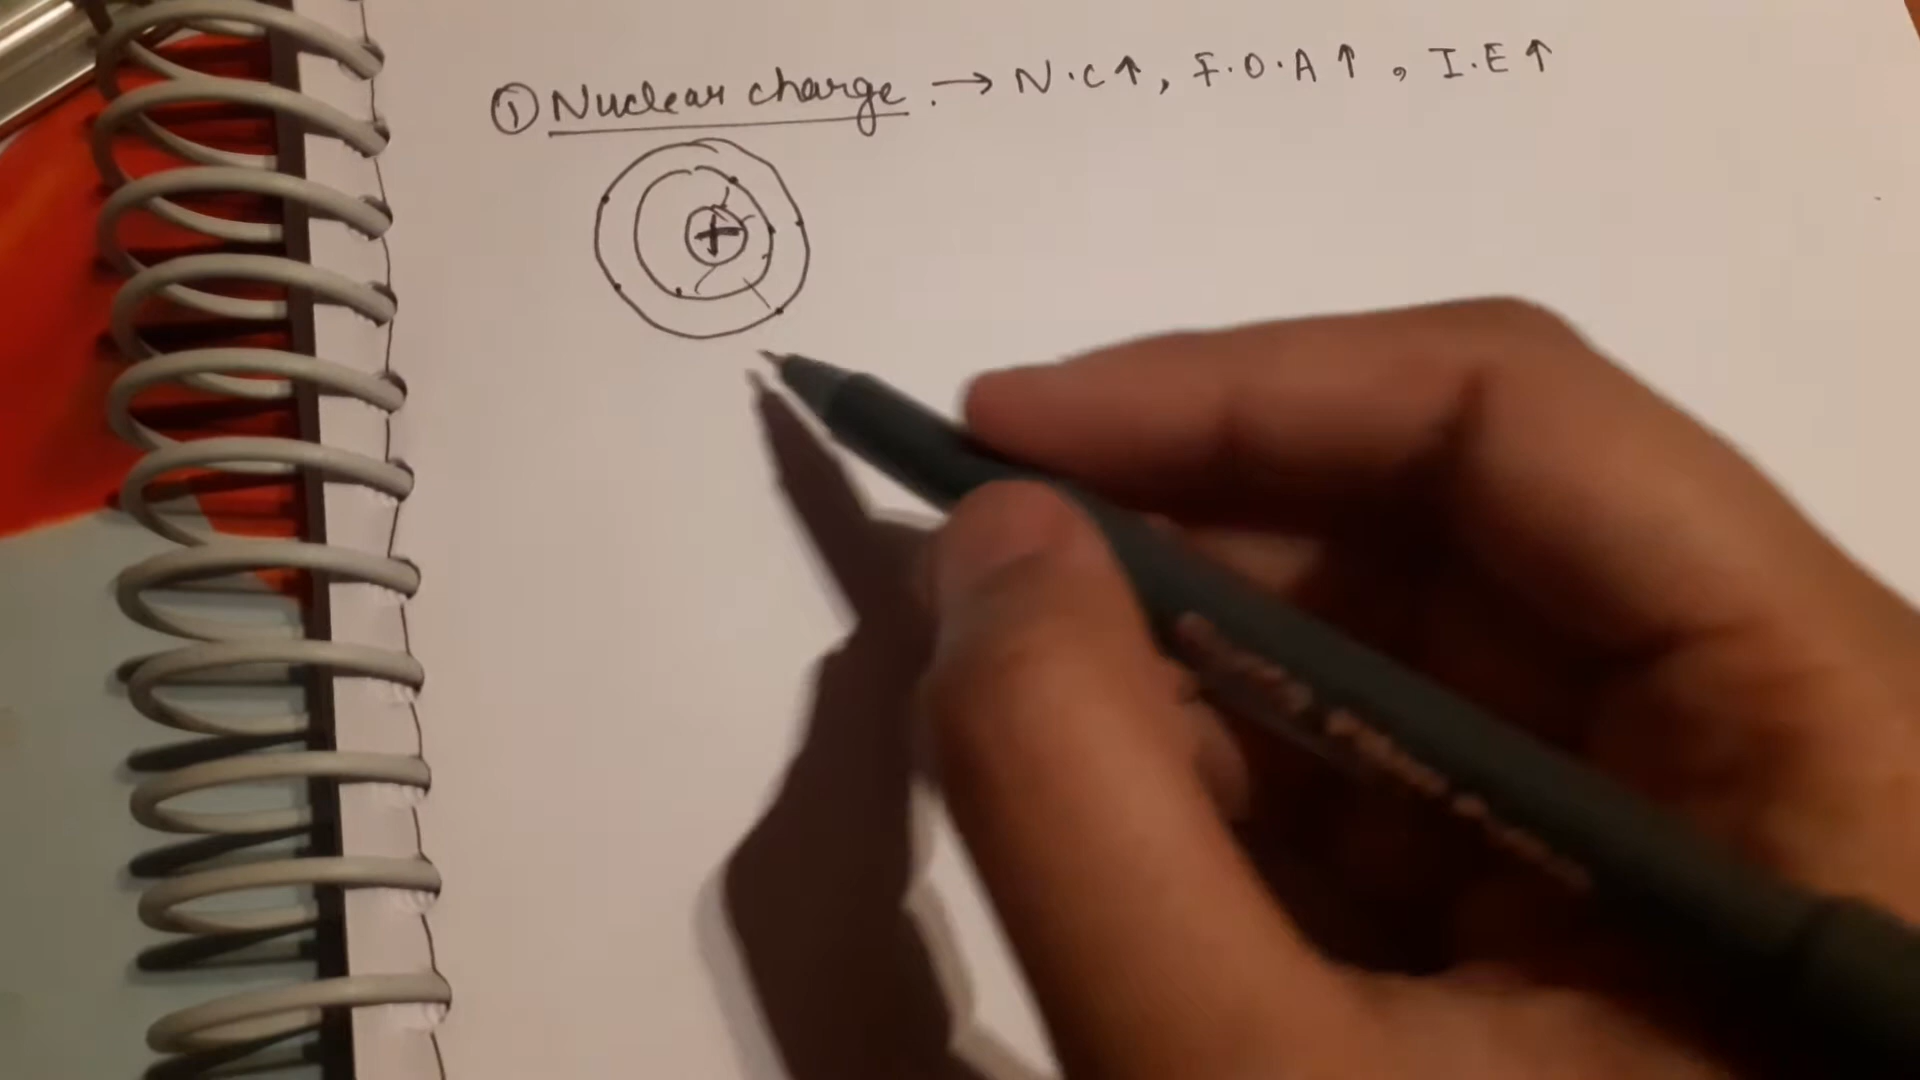 ① Nuclear charge. → N.C↑, F.O.A↑, I.E↑
+